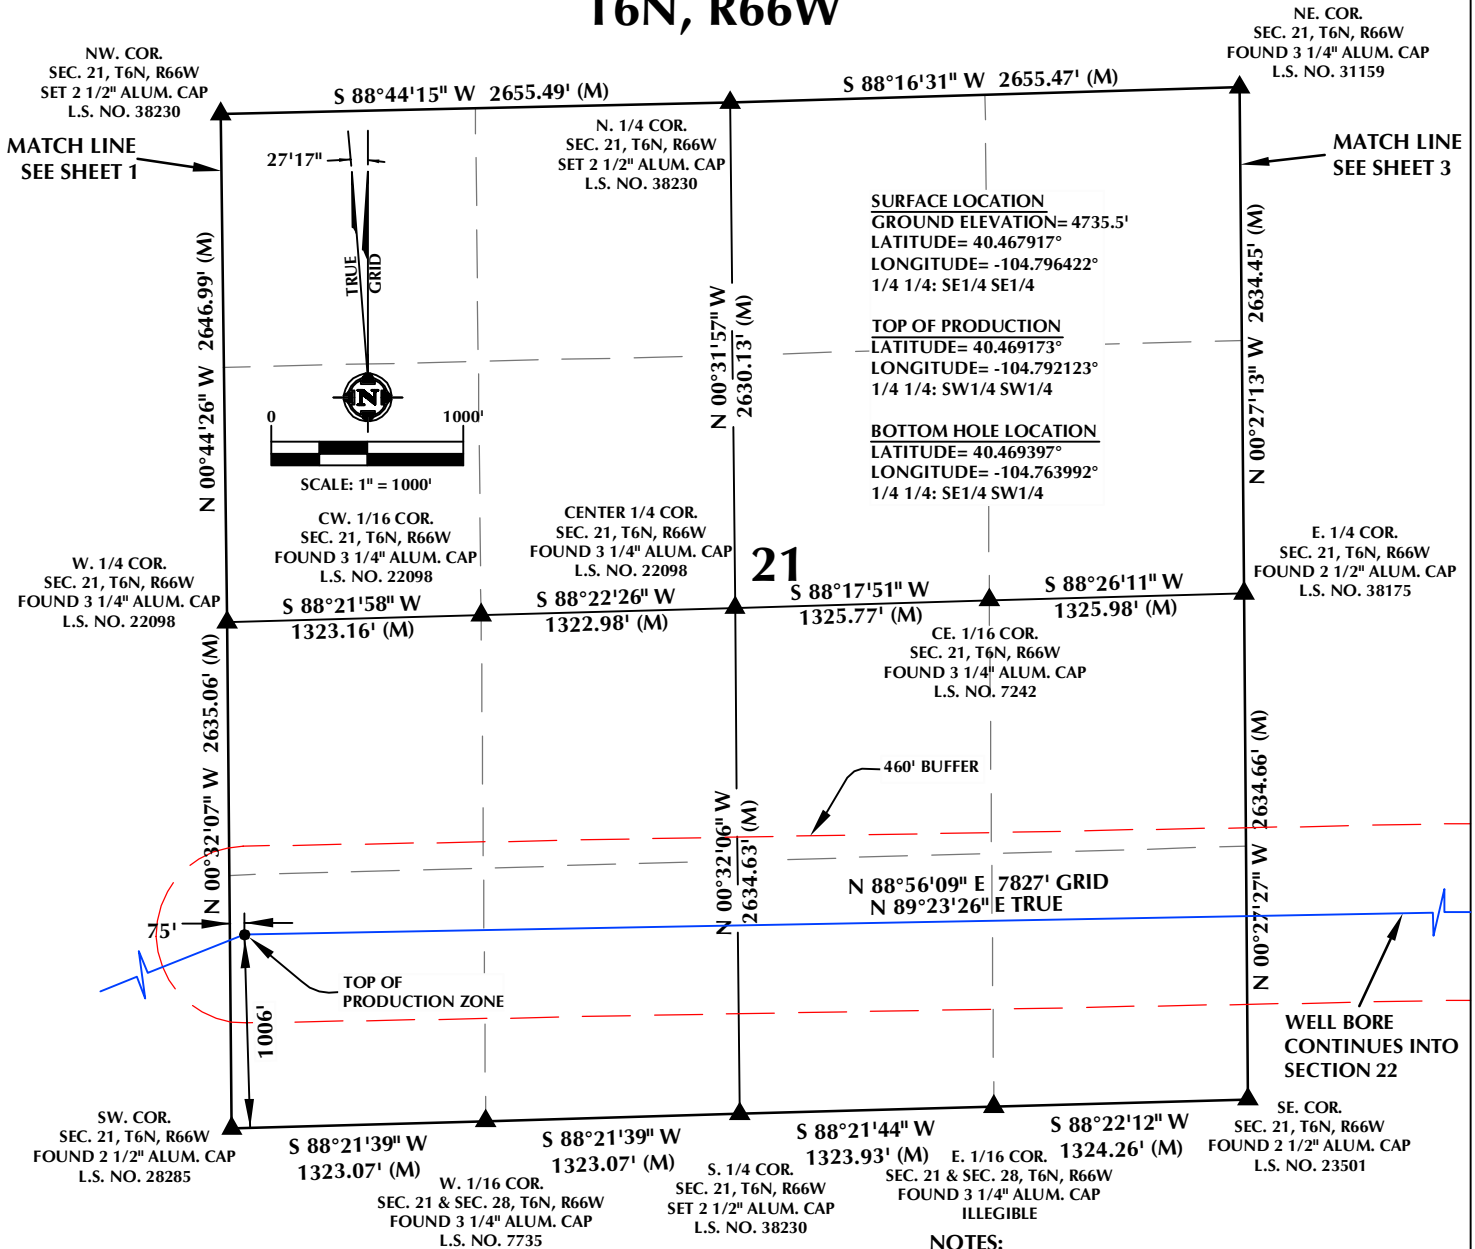 T6N, R66W
NW. COR.
SEC. 21, T6N, R66W
SET 2 1/2" ALUM. CAP
L.S. NO. 38230
NE. COR.
SEC. 21, T6N, R66W
FOUND 3 1/4" ALUM. CAP
L.S. NO. 31159
S 88°44'15" W 2655.49' (M)
S 88°16'31" W 2655.47' (M)
MATCH LINE
SEE SHEET 1
27'17"
N. 1/4 COR.
SEC. 21, T6N, R66W
SET 2 1/2" ALUM. CAP
L.S. NO. 38230
MATCH LINE
SEE SHEET 3
SURFACE LOCATION
GROUND ELEVATION= 4735.5'
LATITUDE= 40.467917°
LONGITUDE= -104.796422°
1/4 1/4: SE1/4 SE1/4
TOP OF PRODUCTION
LATITUDE= 40.469173°
LONGITUDE= -104.792123°
1/4 1/4: SW1/4 SW1/4
BOTTOM HOLE LOCATION
LATITUDE= 40.469397°
LONGITUDE= -104.763992°
1/4 1/4: SE1/4 SW1/4
N 00°44'26" W 2646.99' (M)
TRUE
GRID
N
0 1000'
SCALE: 1" = 1000'
N 00°31'57" W
2630.13' (M)
N 00°27'13" W 2634.45' (M)
CW. 1/16 COR.
SEC. 21, T6N, R66W
FOUND 3 1/4" ALUM. CAP
L.S. NO. 22098
CENTER 1/4 COR.
SEC. 21, T6N, R66W
FOUND 3 1/4" ALUM. CAP
L.S. NO. 22098
21
W. 1/4 COR.
SEC. 21, T6N, R66W
FOUND 3 1/4" ALUM. CAP
L.S. NO. 22098
E. 1/4 COR.
SEC. 21, T6N, R66W
FOUND 2 1/2" ALUM. CAP
L.S. NO. 38175
S 88°21'58" W
1323.16' (M)
S 88°22'26" W
1322.98' (M)
S 88°17'51" W
1325.77' (M)
S 88°26'11" W
1325.98' (M)
CE. 1/16 COR.
SEC. 21, T6N, R66W
FOUND 3 1/4" ALUM. CAP
L.S. NO. 7242
N 00°32'07" W 2635.06' (M)
460' BUFFER
N 00°32'06" W
2634.63' (M)
N 00°27'27" W 2634.66' (M)
N 88°56'09" E 7827' GRID
N 89°23'26" E TRUE
75'
TOP OF
PRODUCTION ZONE
1006'
WELL BORE
CONTINUES INTO
SECTION 22
SW. COR.
SEC. 21, T6N, R66W
FOUND 2 1/2" ALUM. CAP
L.S. NO. 28285
S 88°21'39" W
1323.07' (M)
S 88°21'39" W
1323.07' (M)
S 88°21'44" W
1323.93' (M)
S 88°22'12" W
1324.26' (M)
SE. COR.
SEC. 21, T6N, R66W
FOUND 2 1/2" ALUM. CAP
L.S. NO. 23501
W. 1/16 COR.
SEC. 21 & SEC. 28, T6N, R66W
FOUND 3 1/4" ALUM. CAP
L.S. NO. 7735
S. 1/4 COR.
SEC. 21, T6N, R66W
SET 2 1/2" ALUM. CAP
L.S. NO. 38230
E. 1/16 COR.
SEC. 21 & SEC. 28, T6N, R66W
FOUND 3 1/4" ALUM. CAP
ILLEGIBLE
NOTES: